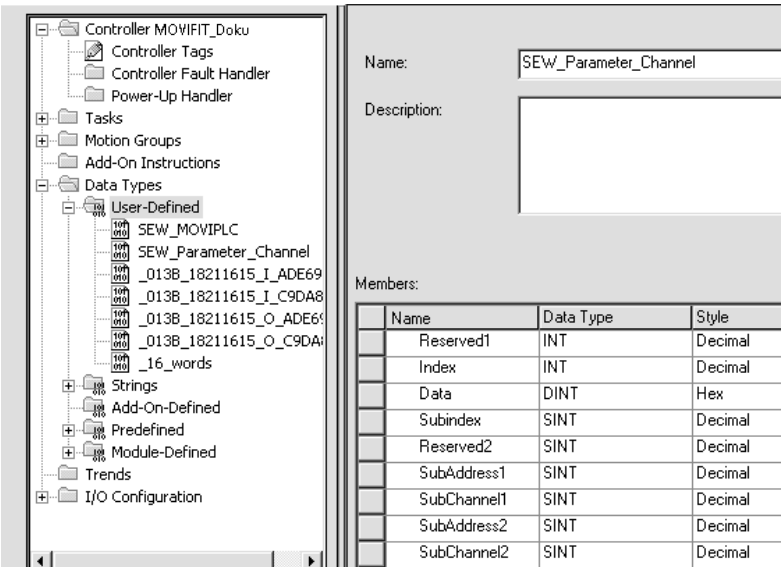 Controller MOVIFIT_Doku
Controller Tags
Controller Fault Handler
Power-Up Handler
Tasks
Motion Groups
Add-On Instructions
Data Types
User-Defined
SEW_MOVIPLC
SEW_Parameter_Channel
_013B_18211615_I_ADE69
_013B_18211615_I_C9DA8
_013B_18211615_O_ADE69
_013B_18211615_O_C9DA8
_16_words
Strings
Add-On-Defined
Predefined
Module-Defined
Trends
I/O Configuration
Name: SEW_Parameter_Channel
Description:
Members:
Name Data Type Style
Reserved1 INT Decimal
Index INT Decimal
Data DINT Hex
Subindex SINT Decimal
Reserved2 SINT Decimal
SubAddress1 SINT Decimal
SubChannel1 SINT Decimal
SubAddress2 SINT Decimal
SubChannel2 SINT Decimal